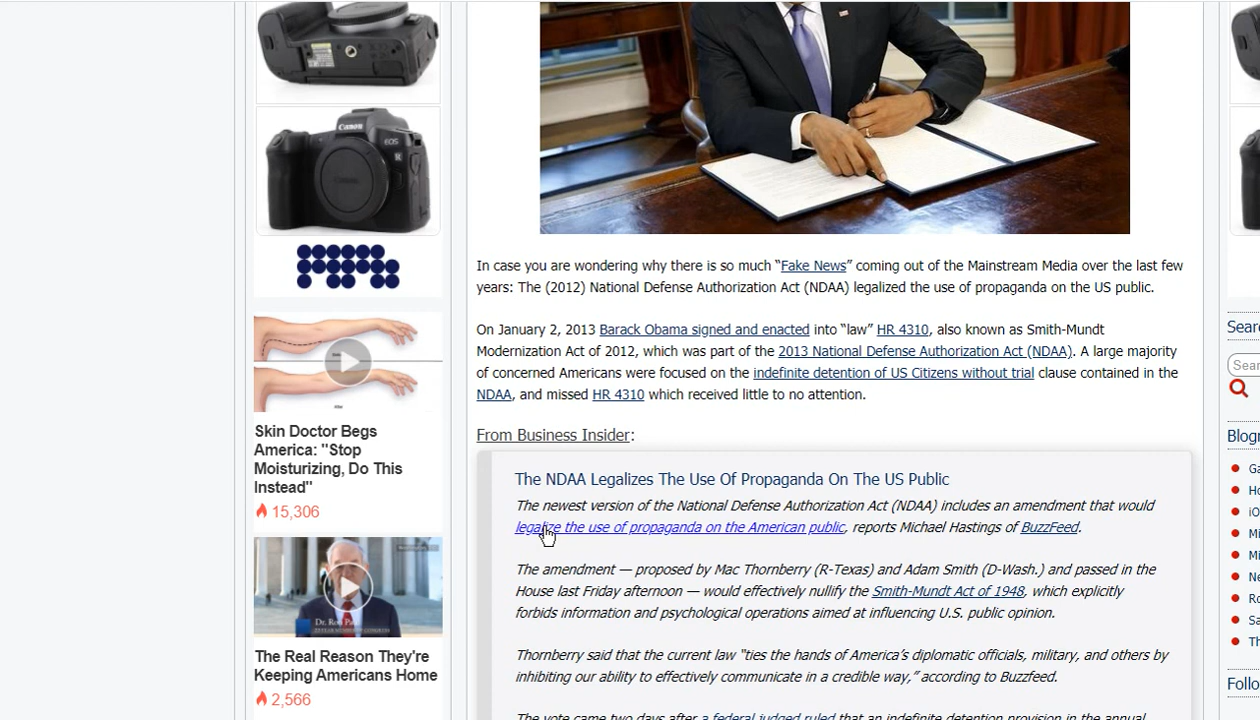 Canon
EOS
R
Skin Doctor Begs
America: "Stop
Moisturizing, Do This
Instead"
15,306
Dr. Ron Paul
The Real Reason They're
Keeping Americans Home
2,566
In case you are wondering why there is so much “Fake News” coming out of the Mainstream Media over the last few
years: The (2012) National Defense Authorization Act (NDAA) legalized the use of propaganda on the US public.
On January 2, 2013 Barack Obama signed and enacted into “law” HR 4310, also known as Smith-Mundt
Modernization Act of 2012, which was part of the 2013 National Defense Authorization Act (NDAA). A large majority
of concerned Americans were focused on the indefinite detention of US Citizens without trial clause contained in the
NDAA, and missed HR 4310 which received little to no attention.
From Business Insider:
The NDAA Legalizes The Use Of Propaganda On The US Public
The newest version of the National Defense Authorization Act (NDAA) includes an amendment that would
legalize the use of propaganda on the American public, reports Michael Hastings of BuzzFeed.
The amendment — proposed by Mac Thornberry (R-Texas) and Adam Smith (D-Wash.) and passed in the
House last Friday afternoon — would effectively nullify the Smith-Mundt Act of 1948, which explicitly
forbids information and psychological operations aimed at influencing U.S. public opinion.
Thornberry said that the current law “ties the hands of America’s diplomatic officials, military, and others by
inhibiting our ability to effectively communicate in a credible way,” according to Buzzfeed.
The vote came two days after a federal judged ruled that an indefinite detention provision in the annual
Sear
Sear
Blogr
Ga
Ho
iO
Mi
Mi
Ne
Ro
Sa
Th
Follo